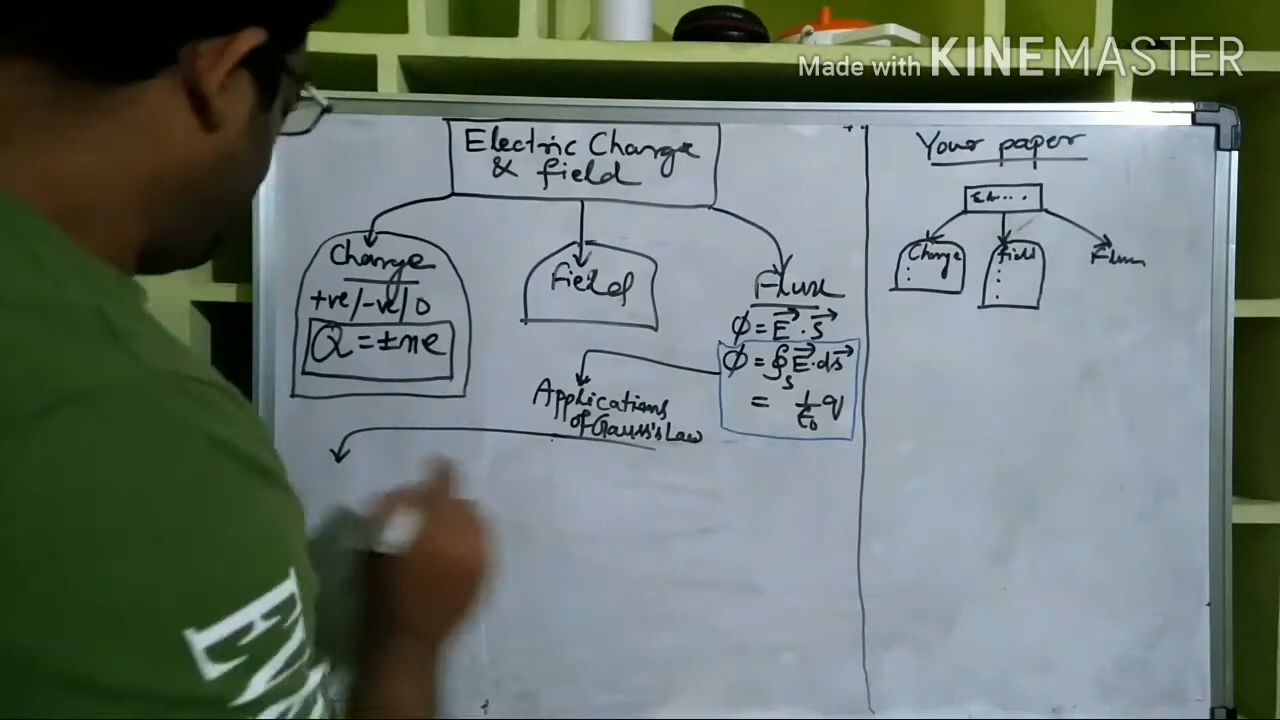 Made with KINEMASTER
Electric Charge
& field
Charge
+ve/-ve/0
Q = ±ne
Field
Flux
ϕ = E⃗ · S⃗
ϕ = ∮s E⃗ · ds⃗
= 1/ε₀ q
Applications
of Gauss's Law
Your paper
Charge
Field
Flux
ENV